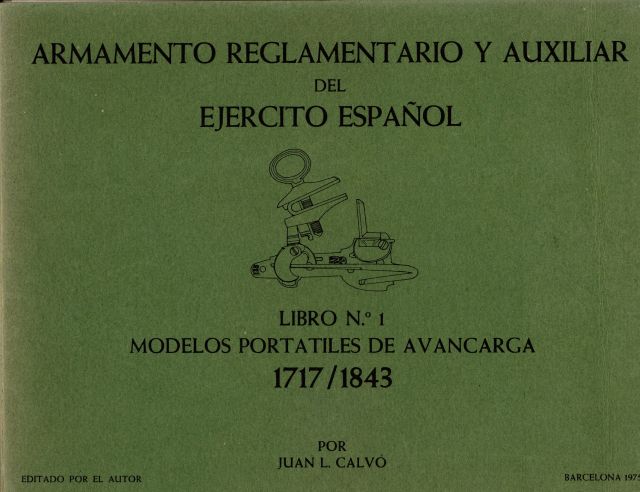 ARMAMENTO REGLAMENTARIO Y AUXILIAR
DEL
EJERCITO ESPAÑOL
LIBRO N.º 1
MODELOS PORTATILES DE AVANCARGA
1717/1843
POR
JUAN L. CALVÓ
EDITADO POR EL AUTOR
BARCELONA